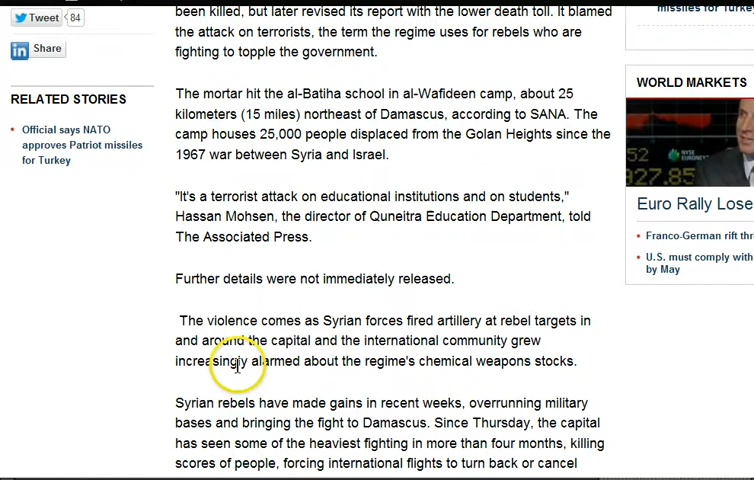 been killed, but later revised its report with the lower death toll. It blamed
the attack on terrorists, the term the regime uses for rebels who are
fighting to topple the government.
Tweet 84
Share
RELATED STORIES
Official says NATO
approves Patriot missiles
for Turkey
The mortar hit the al-Batiha school in al-Wafideen camp, about 25
kilometers (15 miles) northeast of Damascus, according to SANA. The
camp houses 25,000 people displaced from the Golan Heights since the
1967 war between Syria and Israel.
"It's a terrorist attack on educational institutions and on students,"
Hassan Mohsen, the director of Quneitra Education Department, told
The Associated Press.
Further details were not immediately released.
The violence comes as Syrian forces fired artillery at rebel targets in
and around the capital and the international community grew
increasingly alarmed about the regime's chemical weapons stocks.
Syrian rebels have made gains in recent weeks, overrunning military
bases and bringing the fight to Damascus. Since Thursday, the capital
has seen some of the heaviest fighting in more than four months, killing
scores of people, forcing international flights to turn back or cancel
missiles for Turkey
WORLD MARKETS
52
NYSE
EURONEXT
927.85
Euro Rally Lose
Franco-German rift thr
U.S. must comply with
by May